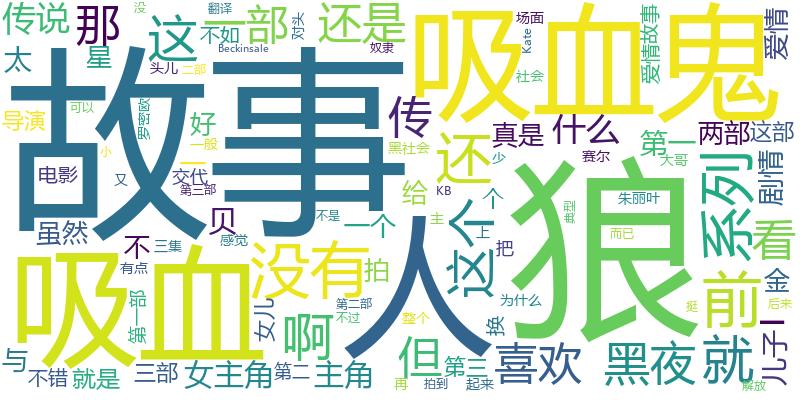 传说
那
这
一部
翻译
没
还是
不如
Beckinsale
对头
奴隶
吸血鬼
场面
Kate
社会
爱情故事
爱情
太
星
头儿
二部
可以
罗密欧
导演
好
一般
故事
传
还
真是
什么
第一
两部
这部
电影
小
一
又
交代
第三部
黑社会
少
赛尔
大哥
系列
剧情
虽然
不
贝
感觉
不是
一个
给
KB
主
个
上
这个
把
狼
朱丽叶
典型
而已
看
吸血
与
不错
有点
三集
第一部
没有
女儿
啊
拍
人
第二部
不过
整个
但
为什么
换
喜欢
黑夜
前
就
金
后来
挺
儿子
I
就是
三部
女主角
第二
主角
再
拍到
第三
起来
解放